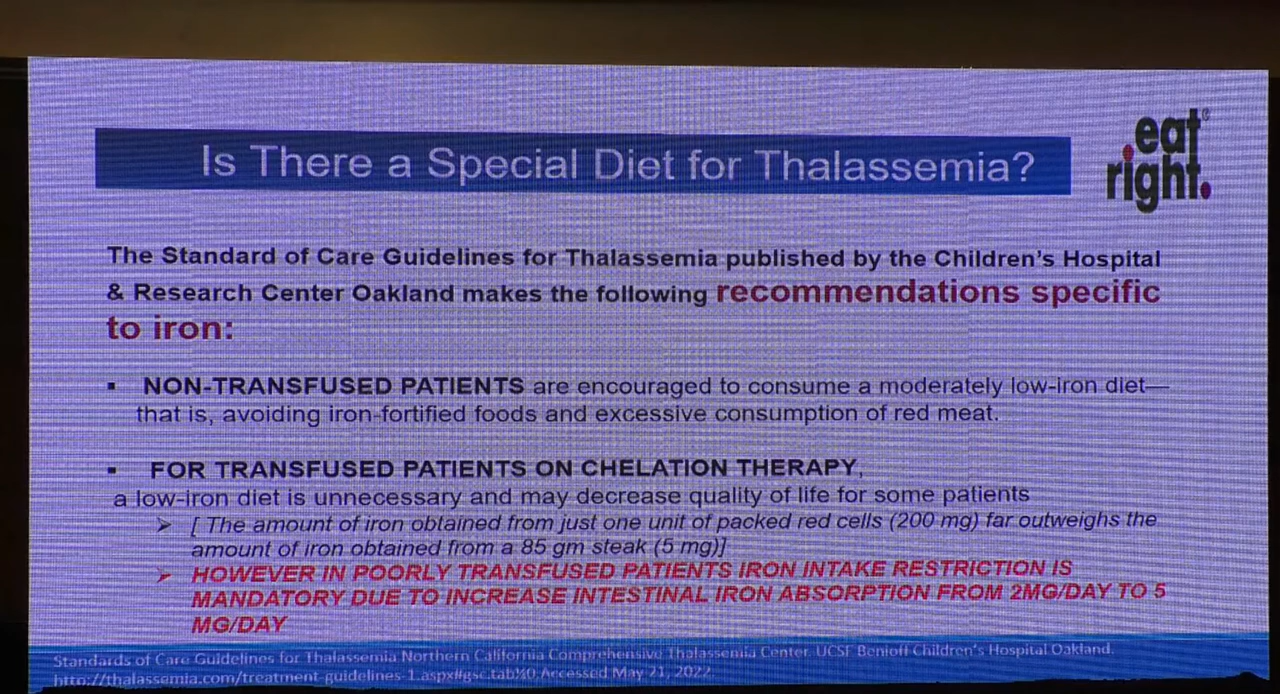 eat
right.
Is There a Special Diet for Thalassemia?
The Standard of Care Guidelines for Thalassemia published by the Children's Hospital
& Research Center Oakland makes the following recommendations specific
to iron:
▪ NON-TRANSFUSED PATIENTS are encouraged to consume a moderately low-iron diet—
that is, avoiding iron-fortified foods and excessive consumption of red meat.
▪ FOR TRANSFUSED PATIENTS ON CHELATION THERAPY,
a low-iron diet is unnecessary and may decrease quality of life for some patients
➢ [ The amount of iron obtained from just one unit of packed red cells (200 mg) far outweighs the
amount of iron obtained from a 85 gm steak (5 mg)]
➢ HOWEVER IN POORLY TRANSFUSED PATIENTS IRON INTAKE RESTRICTION IS
MANDATORY DUE TO INCREASE INTESTINAL IRON ABSORPTION FROM 2MG/DAY TO 5
MG/DAY
Standards of Care Guidelines for Thalassemia Northern California Comprehensive Thalassemia Center. UCSF Benioff Children's Hospital Oakland.
http://thalassemia.com/treatment-guidelines-1.aspx#gsc.tab%0.Accessed May 21, 2022